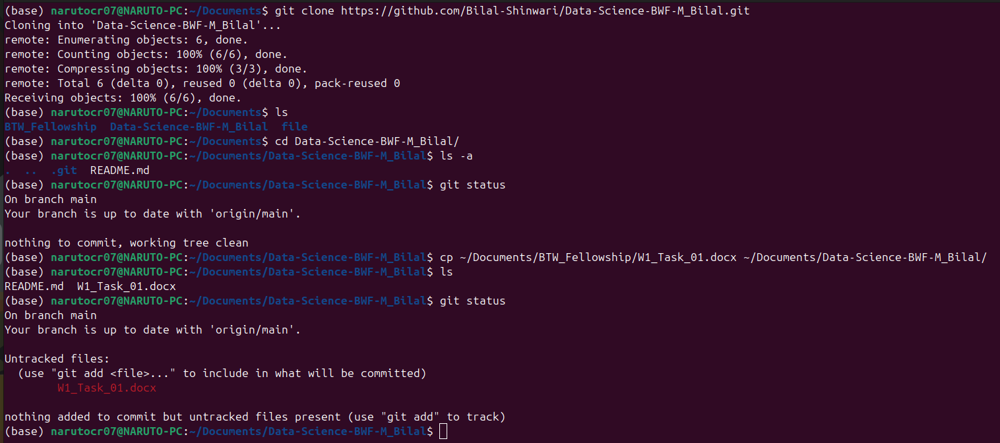 (base) narutocr07@NARUTO-PC:~/Documents$ git clone https://github.com/Bilal-Shinwari/Data-Science-BWF-M_Bilal.git
Cloning into 'Data-Science-BWF-M_Bilal'...
remote: Enumerating objects: 6, done.
remote: Counting objects: 100% (6/6), done.
remote: Compressing objects: 100% (3/3), done.
remote: Total 6 (delta 0), reused 0 (delta 0), pack-reused 0
Receiving objects: 100% (6/6), done.
(base) narutocr07@NARUTO-PC:~/Documents$ ls
BTW_Fellowship  Data-Science-BWF-M_Bilal  file
(base) narutocr07@NARUTO-PC:~/Documents$ cd Data-Science-BWF-M_Bilal/
(base) narutocr07@NARUTO-PC:~/Documents/Data-Science-BWF-M_Bilal$ ls -a
.  ..  .git  README.md
(base) narutocr07@NARUTO-PC:~/Documents/Data-Science-BWF-M_Bilal$ git status
On branch main
Your branch is up to date with 'origin/main'.

nothing to commit, working tree clean
(base) narutocr07@NARUTO-PC:~/Documents/Data-Science-BWF-M_Bilal$ cp ~/Documents/BTW_Fellowship/W1_Task_01.docx ~/Documents/Data-Science-BWF-M_Bilal/
(base) narutocr07@NARUTO-PC:~/Documents/Data-Science-BWF-M_Bilal$ ls
README.md  W1_Task_01.docx
(base) narutocr07@NARUTO-PC:~/Documents/Data-Science-BWF-M_Bilal$ git status
On branch main
Your branch is up to date with 'origin/main'.

Untracked files:
  (use "git add <file>..." to include in what will be committed)
        W1_Task_01.docx

nothing added to commit but untracked files present (use "git add" to track)
(base) narutocr07@NARUTO-PC:~/Documents/Data-Science-BWF-M_Bilal$